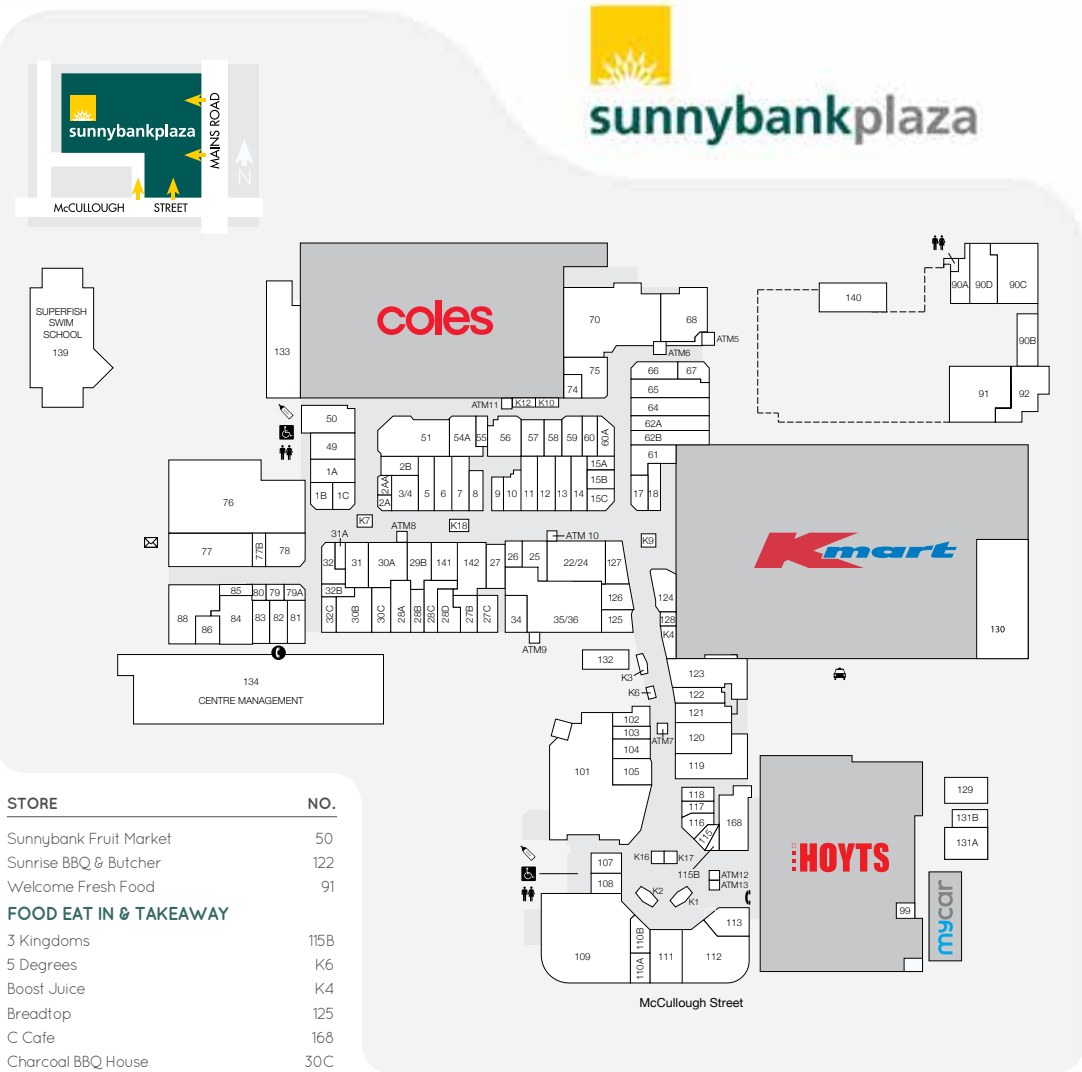 sunnybankplaza
sunnybankplaza
MAINS ROAD
N
McCULLOUGH STREET
SUPERFISH
SWIM
SCHOOL
139
133
coles
70
68
ATM5
ATM6
75
74
ATM11
K12
K10
66
67
65
64
62A
62B
61
17
18
140
90A
90D
90C
90B
91
92
50
49
1A
1B
1C
51
54A
55
56
57
58
59
60
60A
2B
2AA
2A
3/4
5
6
7
8
9
10
11
12
13
14
15A
15B
15C
76
77
77B
78
K7
ATM8
K18
ATM 10
K9
Kmart
130
31A
32
31
30A
29B
141
142
27
26
25
22/24
127
32B
32C
30B
30C
28A
28B
28C
28D
27B
27C
34
35/36
126
125
ATM9
124
128
K4
85
80
79
79A
88
86
84
83
82
81
134
CENTRE MANAGEMENT
132
K3
K6
123
122
121
120
119
ATM7
102
103
104
105
101
118
117
116
115
168
115B
K16
K17
ATM12
ATM13
K2
K1
107
108
109
110B
110A
111
112
113
McCullough Street
HOYTS
99
129
131B
131A
mycar
STORE NO.
Sunnybank Fruit Market 50
Sunrise BBQ & Butcher 122
Welcome Fresh Food 91
FOOD EAT IN & TAKEAWAY
3 Kingdoms 115B
5 Degrees K6
Boost Juice K4
Breadtop 125
C Cafe 168
Charcoal BBQ House 30C